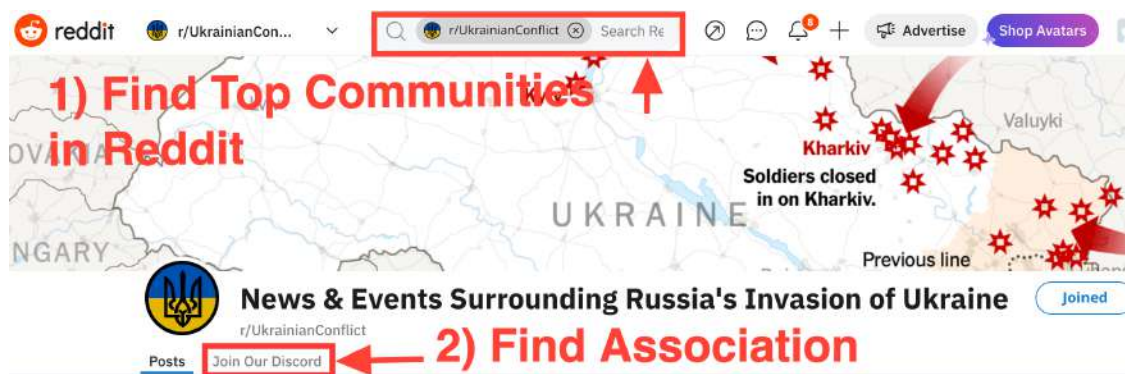 reddit
r/UkrainianCon...
r/UkrainianConflict
Search Re
8
Advertise
Shop Avatars
1) Find Top Communities
in Reddit
OVAKIA
Valuyki
Kharkiv
Soldiers closed
in on Kharkiv.
UKRAINE
NGARY
Previous line
News & Events Surrounding Russia's Invasion of Ukraine
Joined
r/UkrainianConflict
2) Find Association
Posts
Join Our Discord